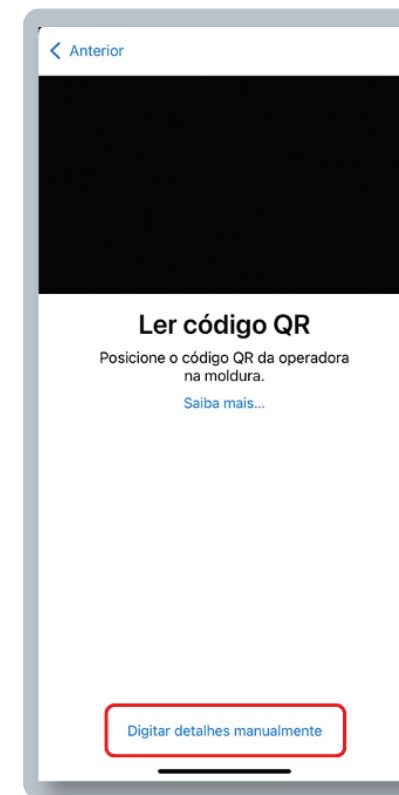 Anterior
Ler código QR
Posicione o código QR da operadora
na moldura.
Saiba mais...
Digitar detalhes manualmente